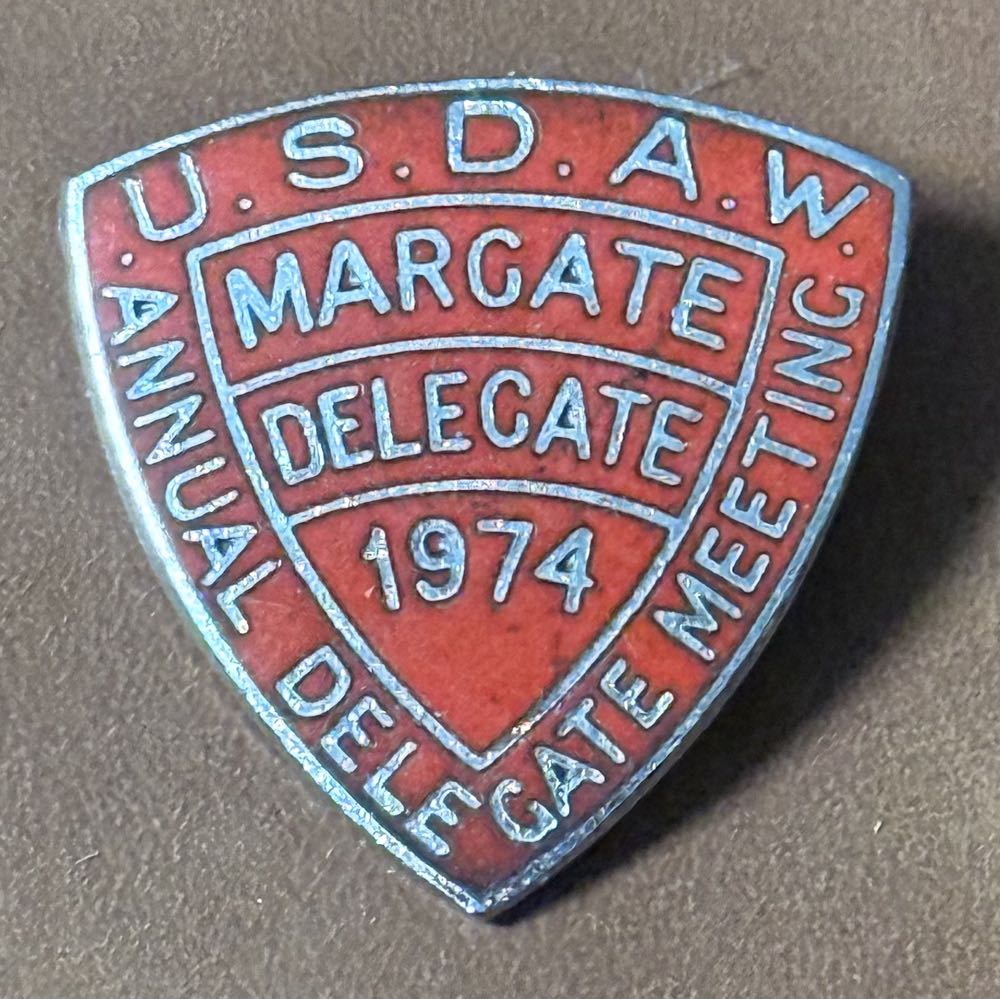 .U.S.D.A.W.
MARGATE
DELEGATE
1974
ANNUAL DELEGATE MEETING